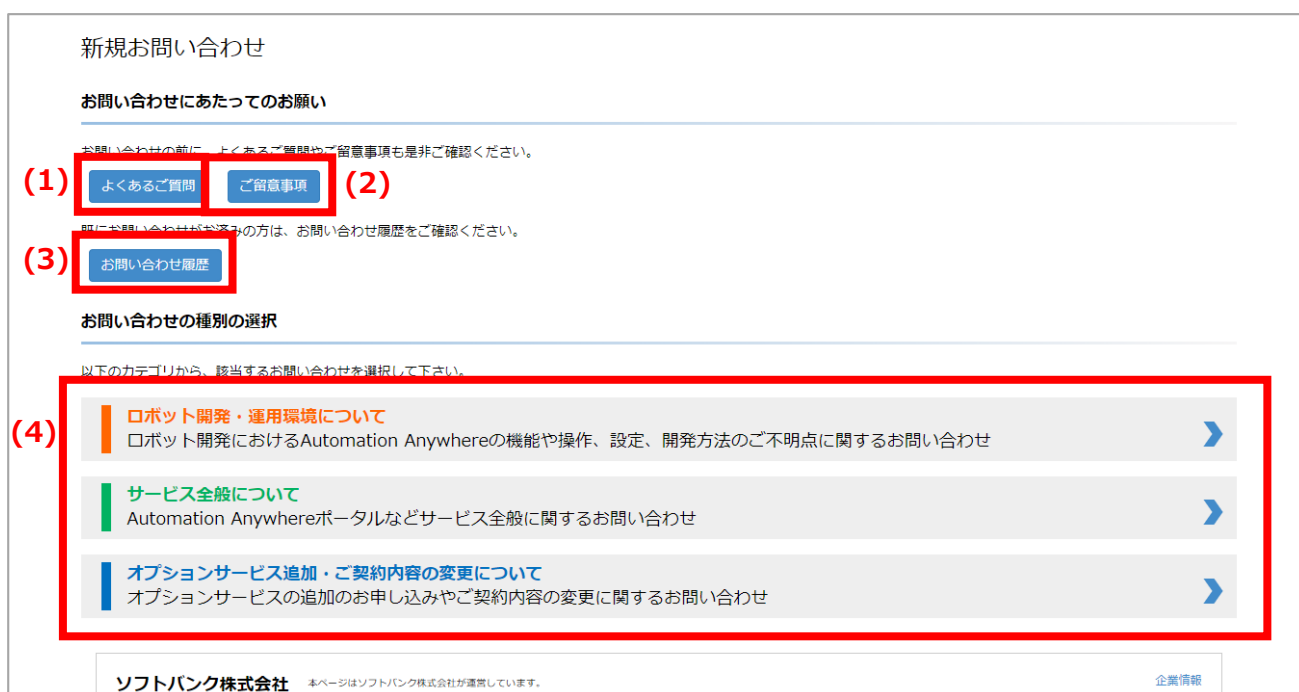 新規お問い合わせ
お問い合わせにあたってのお願い
お問い合わせの前に、よくあるご質問やご留意事項も是非ご確認ください。
(1) よくあるご質問 ご留意事項 (2)
既にお問い合わせがお済みの方は、お問い合わせ履歴をご確認ください。
(3) お問い合わせ履歴
お問い合わせの種別の選択
以下のカテゴリから、該当するお問い合わせを選択して下さい。
(4) ロボット開発・運用環境について
ロボット開発におけるAutomation Anywhereの機能や操作、設定、開発方法のご不明点に関するお問い合わせ
サービス全般について
Automation Anywhereポータルなどサービス全般に関するお問い合わせ
オプションサービス追加・ご契約内容の変更について
オプションサービスの追加のお申し込みやご契約内容の変更に関するお問い合わせ
ソフトバンク株式会社 本ページはソフトバンク株式会社が運営しています。 企業情報